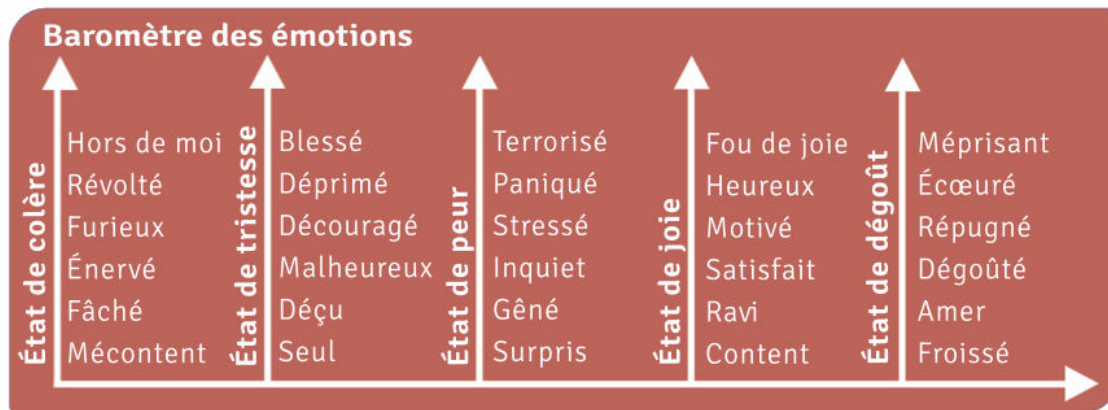 Baromètre des émotions
État de colère
Hors de moi
Révolté
Furieux
Énervé
Fâché
Mécontent
État de tristesse
Blessé
Déprimé
Découragé
Malheureux
Déçu
Seul
État de peur
Terrorisé
Paniqué
Stressé
Inquiet
Gêné
Surpris
État de joie
Fou de joie
Heureux
Motivé
Satisfait
Ravi
Content
État de dégoût
Méprisant
Écœuré
Répugné
Dégoûté
Amer
Froissé